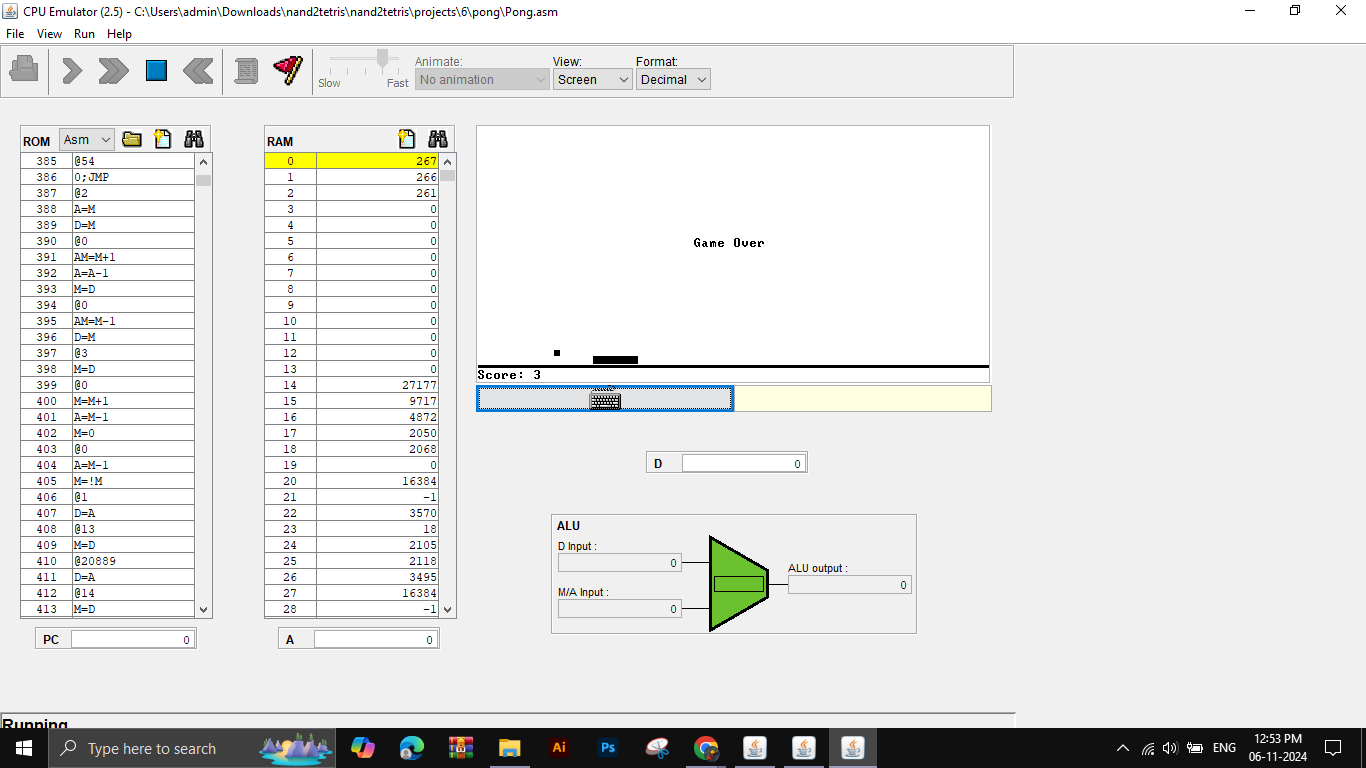 CPU Emulator (2.5) - C:\Users\admin\Downloads\nand2tetris\nand2tetris\projects\6\pong\Pong.asm
File View Run Help
Slow Fast
Animate:
No animation
View:
Screen
Format:
Decimal
ROM Asm
385 @54
386 0;JMP
387 @2
388 A=M
389 D=M
390 @0
391 AM=M+1
392 A=A-1
393 M=D
394 @0
395 AM=M-1
396 D=M
397 @3
398 M=D
399 @0
400 M=M+1
401 A=M-1
402 M=0
403 @0
404 A=M-1
405 M=!M
406 @1
407 D=A
408 @13
409 M=D
410 @20889
411 D=A
412 @14
413 M=D
PC 0
RAM
0 267
1 266
2 261
3 0
4 0
5 0
6 0
7 0
8 0
9 0
10 0
11 0
12 0
13 0
14 27177
15 9717
16 4872
17 2050
18 2068
19 0
20 16384
21 -1
22 3570
23 18
24 2105
25 2118
26 3495
27 16384
28 -1
A 0
Game Over
Score: 3
D 0
ALU
D Input :
0
M/A Input :
0
ALU output :
0
Running
Type here to search
Ai
Ps
ENG
12:53 PM
06-11-2024